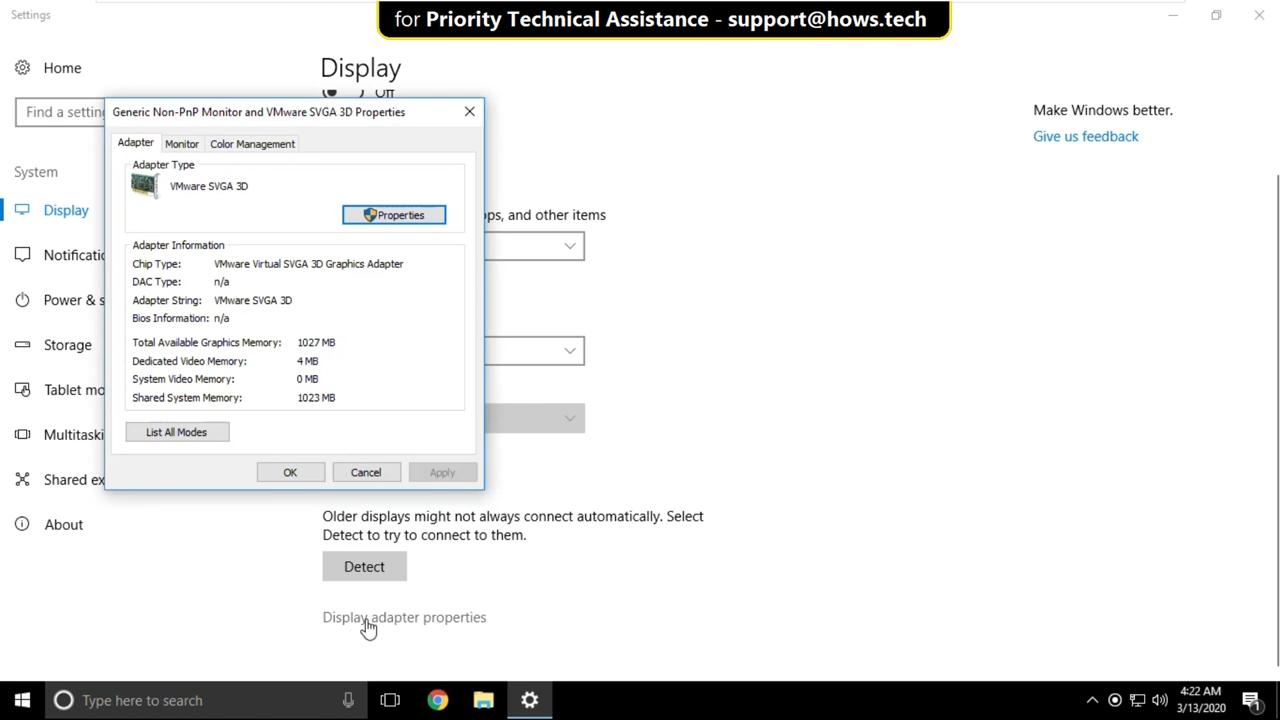 Settings
for Priority Technical Assistance - support@hows.tech
Home
Display
Off
Find a setting
Make Windows better.
Give us feedback
Generic Non-PnP Monitor and VMware SVGA 3D Properties
Adapter Monitor Color Management
Adapter Type
VMware SVGA 3D
Properties
Adapter Information
Chip Type: VMware Virtual SVGA 3D Graphics Adapter
DAC Type: n/a
Adapter String: VMware SVGA 3D
Bios Information: n/a
Total Available Graphics Memory: 1027 MB
Dedicated Video Memory: 4 MB
System Video Memory: 0 MB
Shared System Memory: 1023 MB
List All Modes
OK Cancel Apply
System
Display
Notificatio
Power & s
Storage
Tablet mo
Multitaski
Shared ex
About
ps, and other items
Older displays might not always connect automatically. Select
Detect to try to connect to them.
Detect
Display adapter properties
Type here to search
4:22 AM
3/13/2020
1